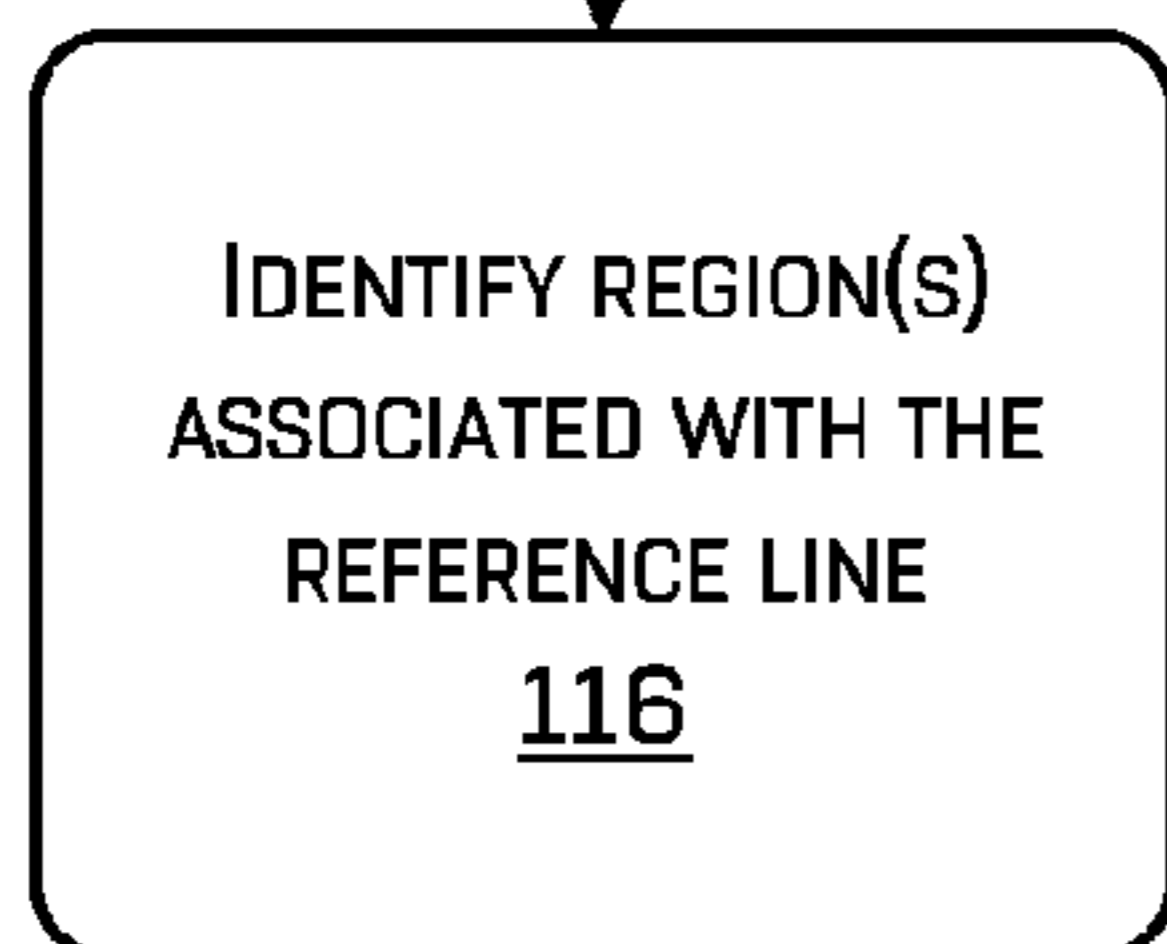 Identify region(s)
associated with the
reference line
116